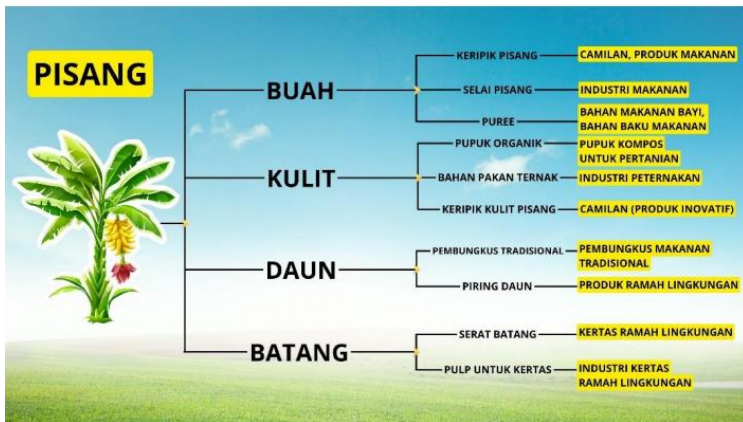 PISANG
BUAH
KERIPIK PISANG
CAMILAN, PRODUK MAKANAN
SELAI PISANG
INDUSTRI MAKANAN
PUREE
BAHAN MAKANAN BAYI,
BAHAN BAKU MAKANAN
KULIT
PUPUK ORGANIK
PUPUK KOMPOS
UNTUK PERTANIAN
BAHAN PAKAN TERNAK
INDUSTRI PETERNAKAN
KERIPIK KULIT PISANG
CAMILAN (PRODUK INOVATIF)
DAUN
PEMBUNGKUS TRADISIONAL
PEMBUNGKUS MAKANAN
TRADISIONAL
PIRING DAUN
PRODUK RAMAH LINGKUNGAN
BATANG
SERAT BATANG
KERTAS RAMAH LINGKUNGAN
PULP UNTUK KERTAS
INDUSTRI KERTAS
RAMAH LINGKUNGAN